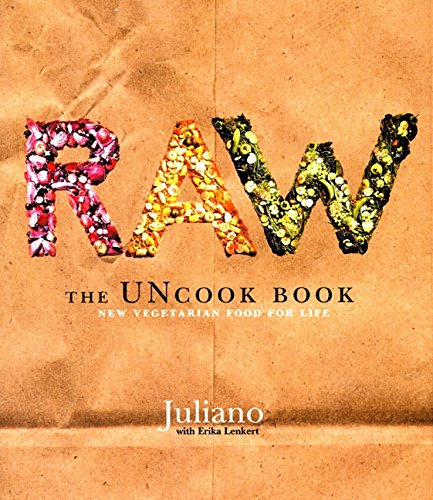 RAW
THE UNCOOK BOOK
NEW VEGETARIAN FOOD FOR LIFE
Juliano
with Erika Lenkert